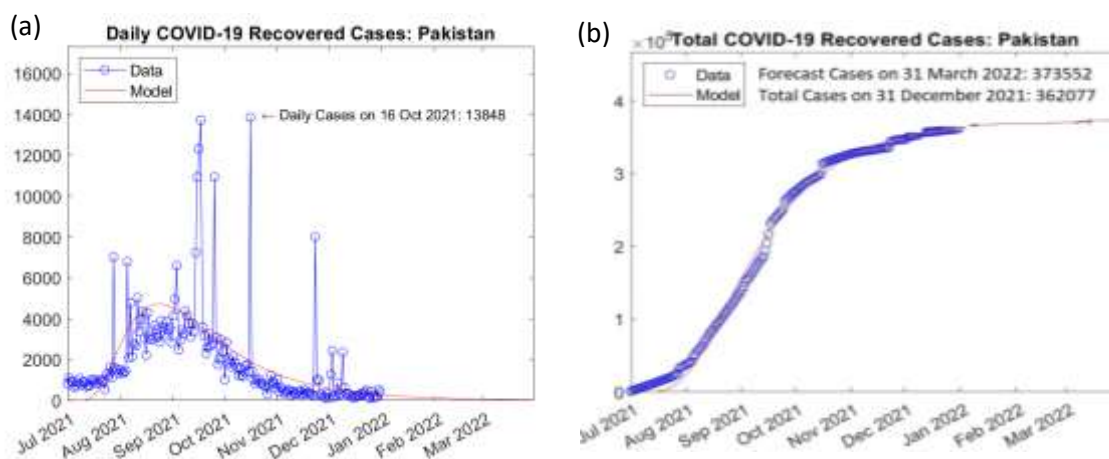 (a)
Daily COVID-19 Recovered Cases: Pakistan
16000
14000
12000
10000
8000
6000
4000
2000
0
Data
Model
← Daily Cases on 16 Oct 2021: 13848
Jul 2021
Aug 2021
Sep 2021
Oct 2021
Nov 2021
Dec 2021
Jan 2022
Feb 2022
Mar 2022
(b)
Total COVID-19 Recovered Cases: Pakistan
4
3
2
1
0
Data
Model
Forecast Cases on 31 March 2022: 373552
Total Cases on 31 December 2021: 362077
Jul 2021
Aug 2021
Sep 2021
Oct 2021
Nov 2021
Dec 2021
Jan 2022
Feb 2022
Mar 2022